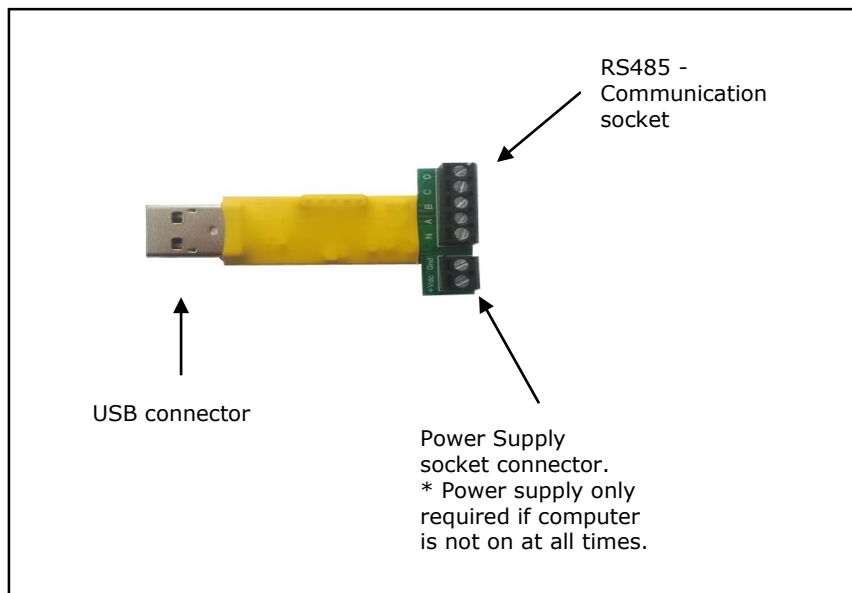 RS485 -
Communication
socket
D
C
B
A
N
Gnd
+Vdc
USB connector
Power Supply
socket connector.
* Power supply only
required if computer
is not on at all times.